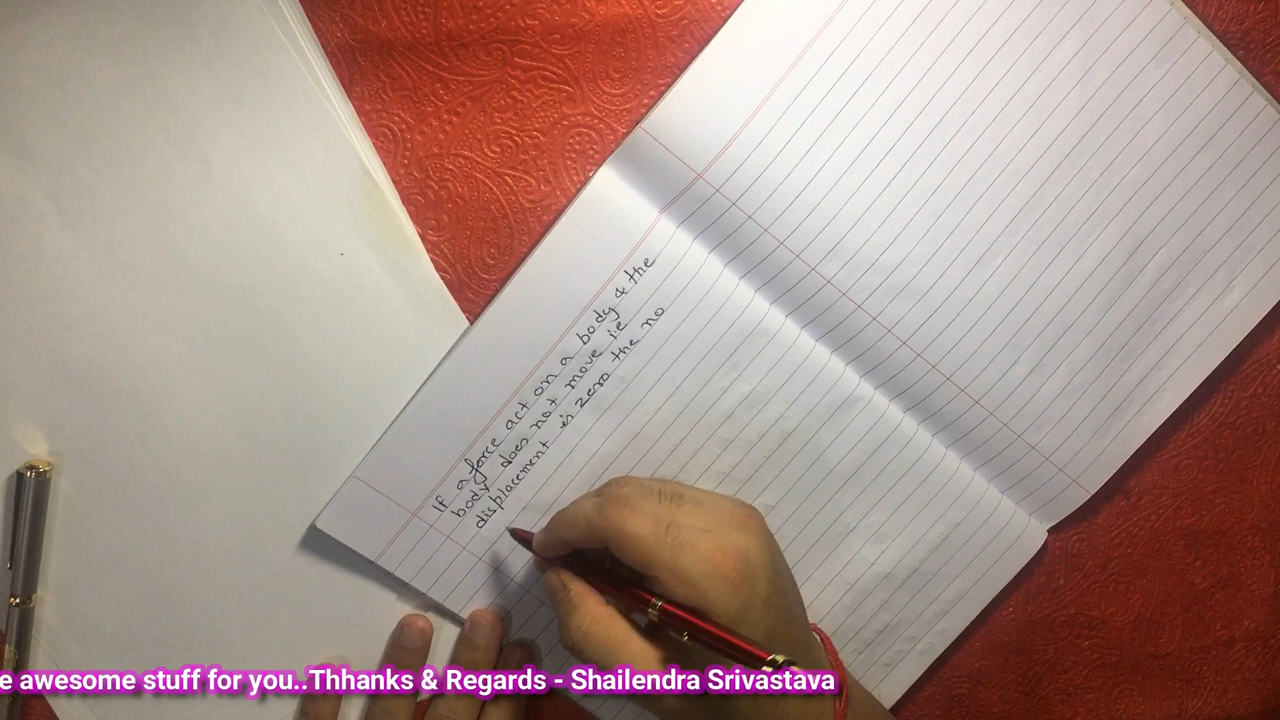 If a force act on a body & the
body does not move ie
displacement is zero the no
e awesome stuff for you..Thhanks & Regards - Shailendra Srivastava